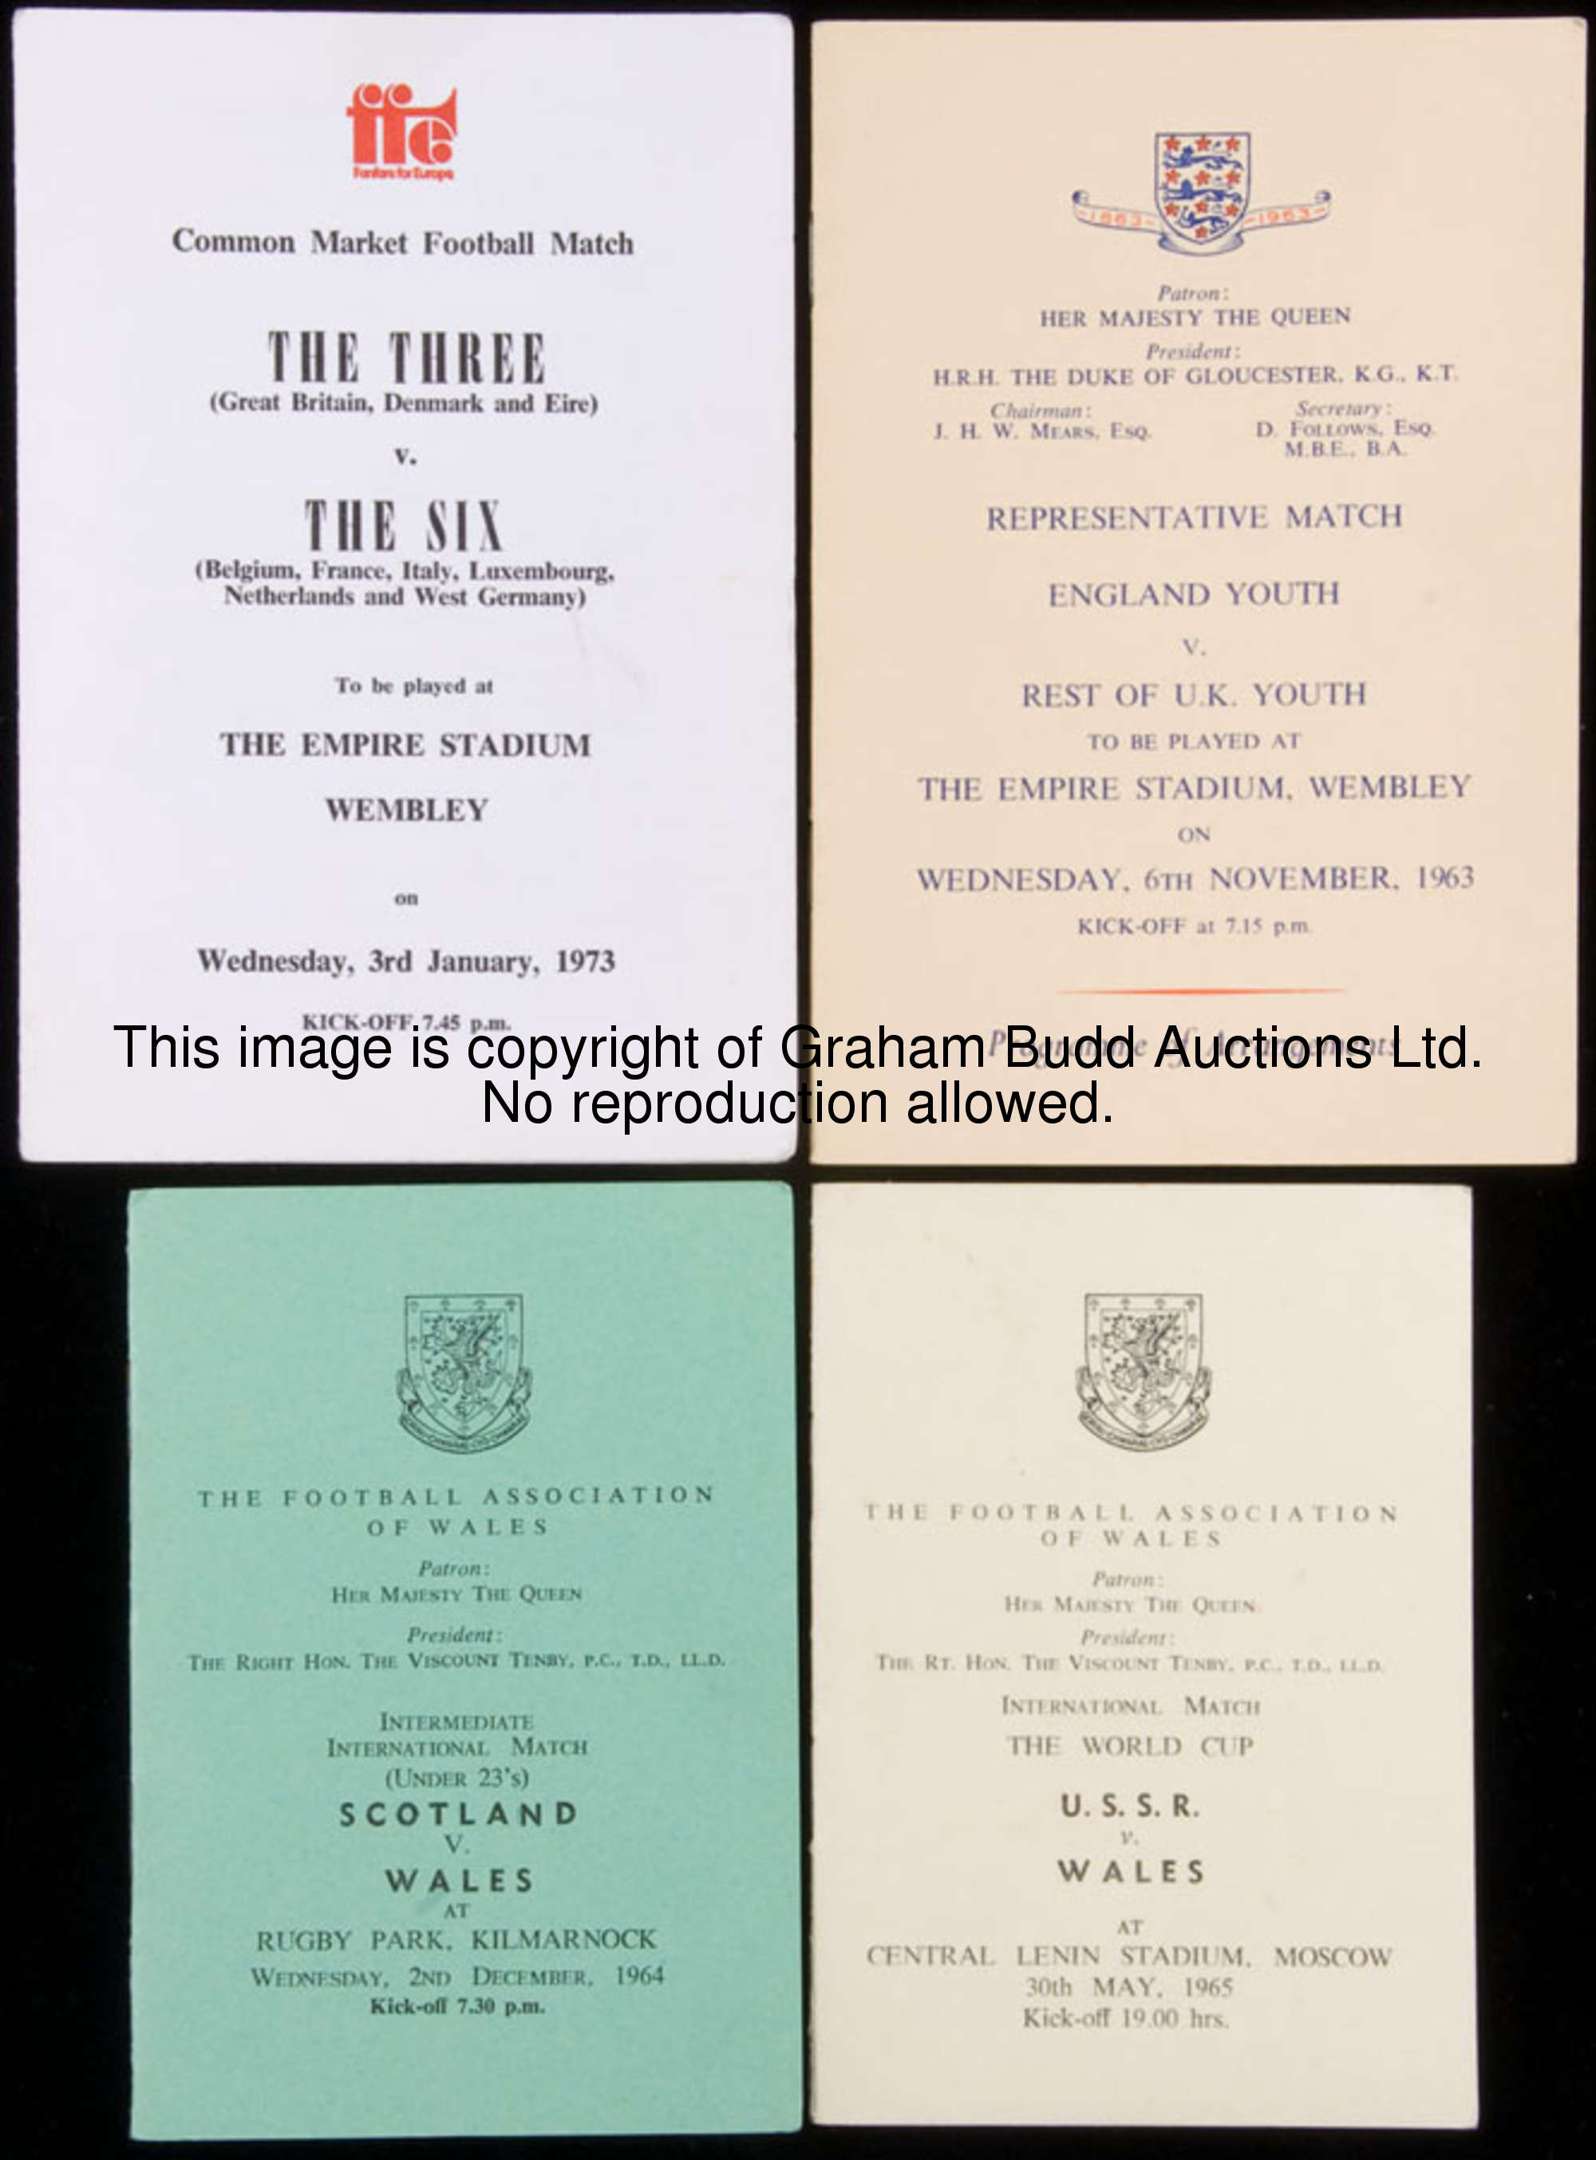 ffe
Fanfare for Europe
Common Market Football Match
THE THREE
(Great Britain, Denmark and Eire)
v.
THE SIX
(Belgium, France, Italy, Luxembourg,
Netherlands and West Germany)
To be played at
THE EMPIRE STADIUM
WEMBLEY
on
Wednesday, 3rd January, 1973
KICK-OFF 7.45 p.m.
1863 1963
Patron:
HER MAJESTY THE QUEEN
President:
H.R.H. THE DUKE OF GLOUCESTER, K.G., K.T.
Chairman: Secretary:
J. H. W. MEARS, ESQ. D. FOLLOWS, ESQ.
M.B.E., B.A.
REPRESENTATIVE MATCH
ENGLAND YOUTH
V.
REST OF U.K. YOUTH
TO BE PLAYED AT
THE EMPIRE STADIUM, WEMBLEY
ON
WEDNESDAY, 6TH NOVEMBER, 1963
KICK-OFF at 7.15 p.m.
Programme of Arrangements
This image is copyright of Graham Budd Auctions Ltd.
No reproduction allowed.
THE FOOTBALL ASSOCIATION
OF WALES
Patron:
HER MAJESTY THE QUEEN
President:
THE RIGHT HON. THE VISCOUNT TENBY, P.C., T.D., LL.D.
INTERMEDIATE
INTERNATIONAL MATCH
(UNDER 23's)
SCOTLAND
V.
WALES
AT
RUGBY PARK, KILMARNOCK
WEDNESDAY, 2ND DECEMBER, 1964
Kick-off 7.30 p.m.
THE FOOTBALL ASSOCIATION
OF WALES
Patron:
HER MAJESTY THE QUEEN
President:
THE RT. HON. THE VISCOUNT TENBY, P.C., T.D., LL.D.
INTERNATIONAL MATCH
THE WORLD CUP
U. S. S. R.
v.
WALES
AT
CENTRAL LENIN STADIUM, MOSCOW
30th MAY, 1965
Kick-off 19.00 hrs.